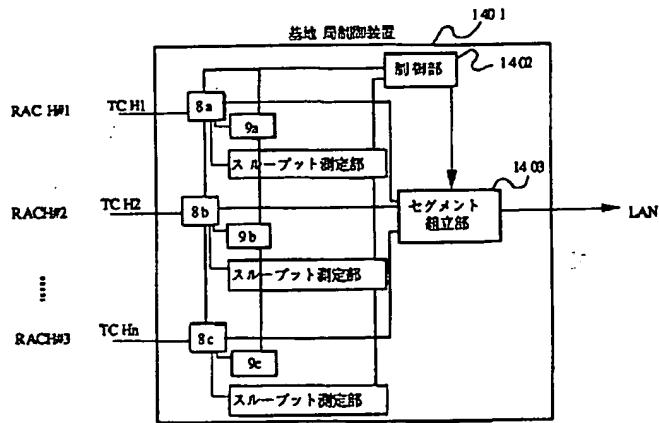 1401
基地局制御装置
制御部
1402
RACH#1
TCH1
8a
9a
スループット測定部
1403
RACH#2
TCH2
8b
セグメント
組立部
LAN
9b
スループット測定部
RACH#3
TCHn
8c
9c
スループット測定部